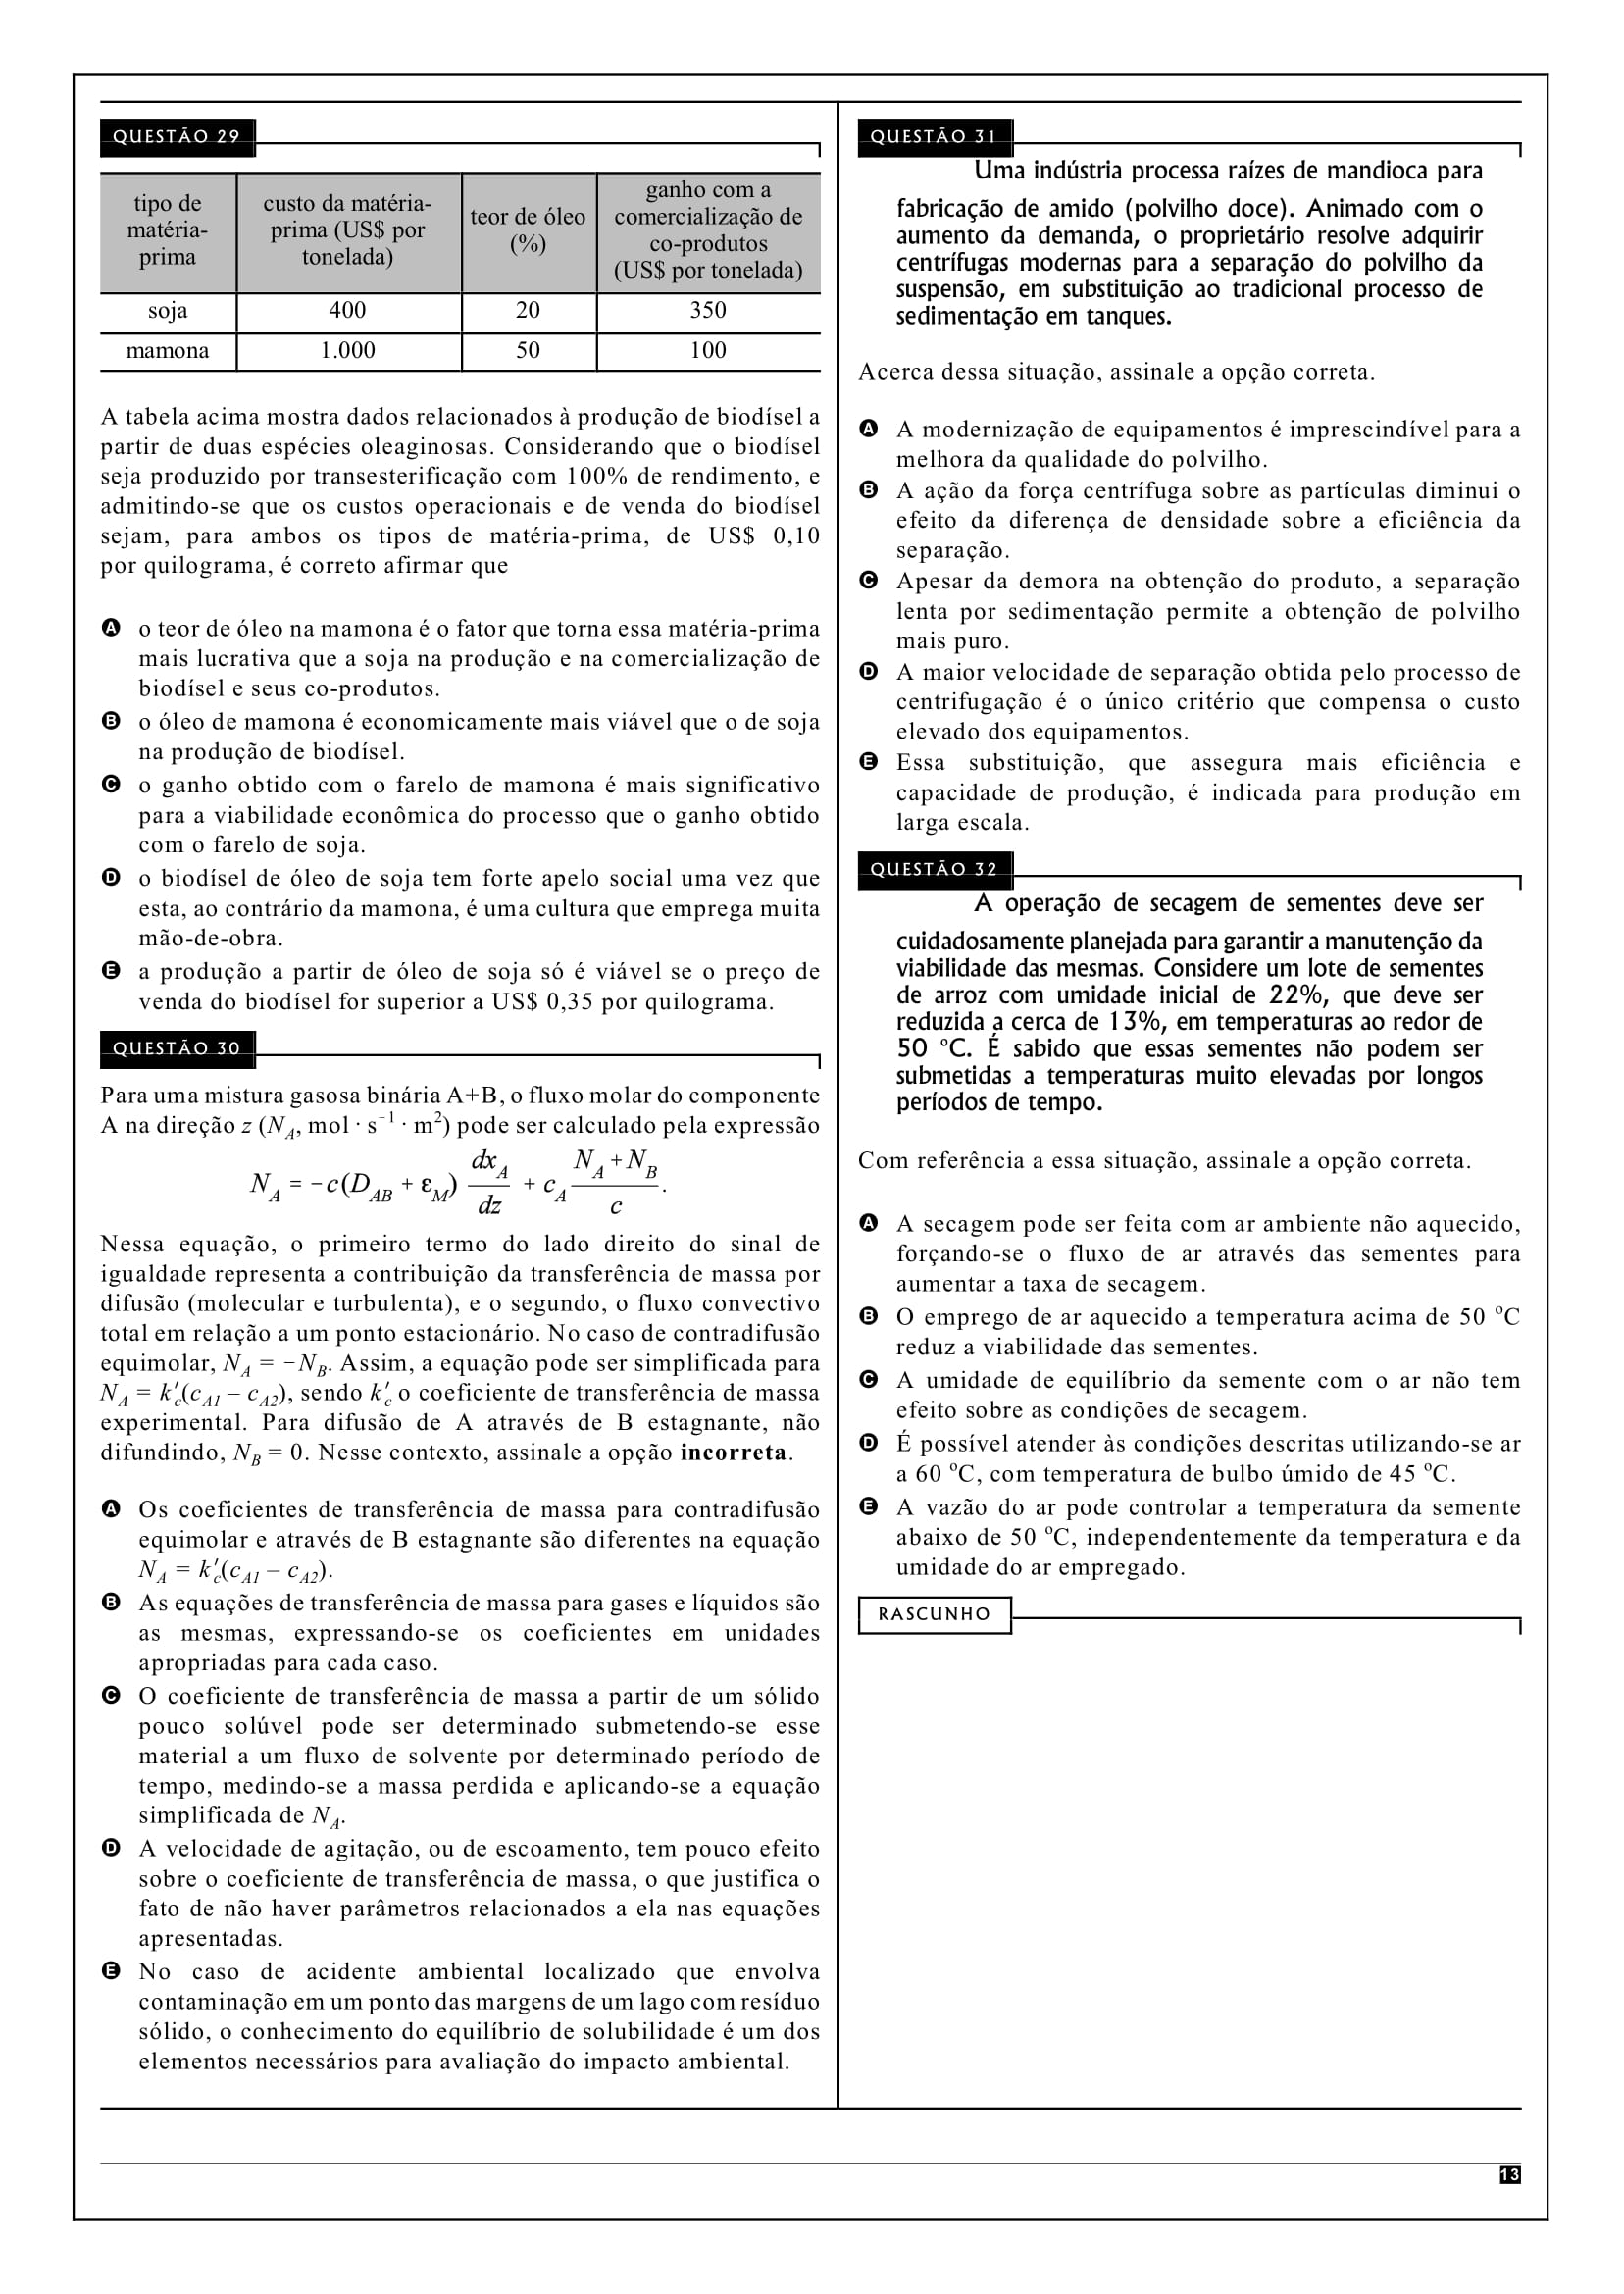 QUESTÃO 29
tipo de matéria-prima | custo da matéria-prima (US$ por tonelada) | teor de óleo (%) | ganho com a comercialização de co-produtos (US$ por tonelada)
soja | 400 | 20 | 350
mamona | 1.000 | 50 | 100
A tabela acima mostra dados relacionados à produção de biodísel a
partir de duas espécies oleaginosas. Considerando que o biodísel
seja produzido por transesterificação com 100% de rendimento, e
admitindo-se que os custos operacionais e de venda do biodísel
sejam, para ambos os tipos de matéria-prima, de US$ 0,10
por quilograma, é correto afirmar que
A o teor de óleo na mamona é o fator que torna essa matéria-prima
mais lucrativa que a soja na produção e na comercialização de
biodísel e seus co-produtos.
B o óleo de mamona é economicamente mais viável que o de soja
na produção de biodísel.
C o ganho obtido com o farelo de mamona é mais significativo
para a viabilidade econômica do processo que o ganho obtido
com o farelo de soja.
D o biodísel de óleo de soja tem forte apelo social uma vez que
esta, ao contrário da mamona, é uma cultura que emprega muita
mão-de-obra.
E a produção a partir de óleo de soja só é viável se o preço de
venda do biodísel for superior a US$ 0,35 por quilograma.
QUESTÃO 30
Para uma mistura gasosa binária A+B, o fluxo molar do componente
A na direção z (N_A, mol · s⁻¹ · m²) pode ser calculado pela expressão
N_A = −c(D_AB + ε_M) dx_A/dz + c_A (N_A + N_B)/c.
Nessa equação, o primeiro termo do lado direito do sinal de
igualdade representa a contribuição da transferência de massa por
difusão (molecular e turbulenta), e o segundo, o fluxo convectivo
total em relação a um ponto estacionário. No caso de contradifusão
equimolar, N_A = −N_B. Assim, a equação pode ser simplificada para
N_A = k′_c(c_A1 – c_A2), sendo k′_c o coeficiente de transferência de massa
experimental. Para difusão de A através de B estagnante, não
difundindo, N_B = 0. Nesse contexto, assinale a opção incorreta.
A Os coeficientes de transferência de massa para contradifusão
equimolar e através de B estagnante são diferentes na equação
N_A = k′_c(c_A1 – c_A2).
B As equações de transferência de massa para gases e líquidos são
as mesmas, expressando-se os coeficientes em unidades
apropriadas para cada caso.
C O coeficiente de transferência de massa a partir de um sólido
pouco solúvel pode ser determinado submetendo-se esse
material a um fluxo de solvente por determinado período de
tempo, medindo-se a massa perdida e aplicando-se a equação
simplificada de N_A.
D A velocidade de agitação, ou de escoamento, tem pouco efeito
sobre o coeficiente de transferência de massa, o que justifica o
fato de não haver parâmetros relacionados a ela nas equações
apresentadas.
E No caso de acidente ambiental localizado que envolva
contaminação em um ponto das margens de um lago com resíduo
sólido, o conhecimento do equilíbrio de solubilidade é um dos
elementos necessários para avaliação do impacto ambiental.
QUESTÃO 31
Uma indústria processa raízes de mandioca para
fabricação de amido (polvilho doce). Animado com o
aumento da demanda, o proprietário resolve adquirir
centrífugas modernas para a separação do polvilho da
suspensão, em substituição ao tradicional processo de
sedimentação em tanques.
Acerca dessa situação, assinale a opção correta.
A A modernização de equipamentos é imprescindível para a
melhora da qualidade do polvilho.
B A ação da força centrífuga sobre as partículas diminui o
efeito da diferença de densidade sobre a eficiência da
separação.
C Apesar da demora na obtenção do produto, a separação
lenta por sedimentação permite a obtenção de polvilho
mais puro.
D A maior velocidade de separação obtida pelo processo de
centrifugação é o único critério que compensa o custo
elevado dos equipamentos.
E Essa substituição, que assegura mais eficiência e
capacidade de produção, é indicada para produção em
larga escala.
QUESTÃO 32
A operação de secagem de sementes deve ser
cuidadosamente planejada para garantir a manutenção da
viabilidade das mesmas. Considere um lote de sementes
de arroz com umidade inicial de 22%, que deve ser
reduzida a cerca de 13%, em temperaturas ao redor de
50 ºC. É sabido que essas sementes não podem ser
submetidas a temperaturas muito elevadas por longos
períodos de tempo.
Com referência a essa situação, assinale a opção correta.
A A secagem pode ser feita com ar ambiente não aquecido,
forçando-se o fluxo de ar através das sementes para
aumentar a taxa de secagem.
B O emprego de ar aquecido a temperatura acima de 50 ºC
reduz a viabilidade das sementes.
C A umidade de equilíbrio da semente com o ar não tem
efeito sobre as condições de secagem.
D É possível atender às condições descritas utilizando-se ar
a 60 ºC, com temperatura de bulbo úmido de 45 ºC.
E A vazão do ar pode controlar a temperatura da semente
abaixo de 50 ºC, independentemente da temperatura e da
umidade do ar empregado.
RASCUNHO
13